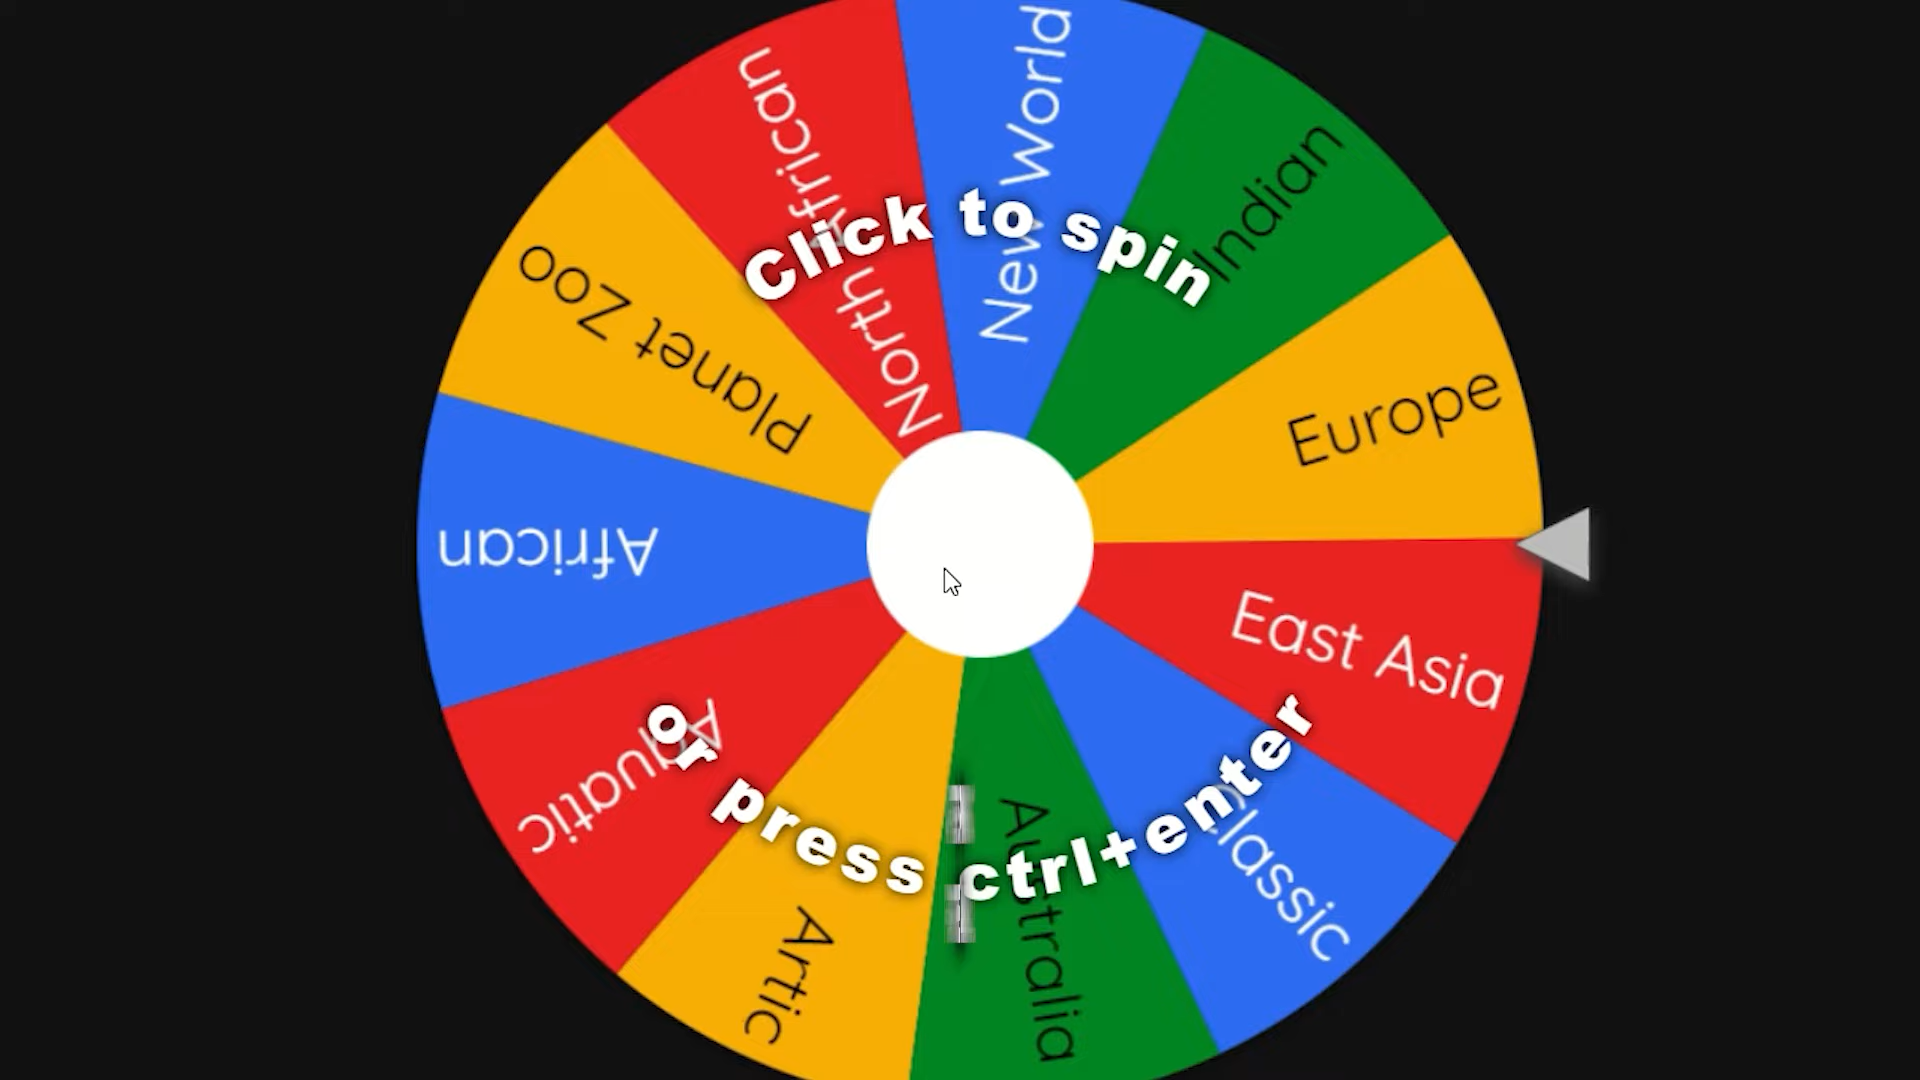 Click to spin
or press ctrl+enter
New World
Indian
Europe
East Asia
Classic
Australia
Artic
Aquatic
African
Planet Zoo
North African